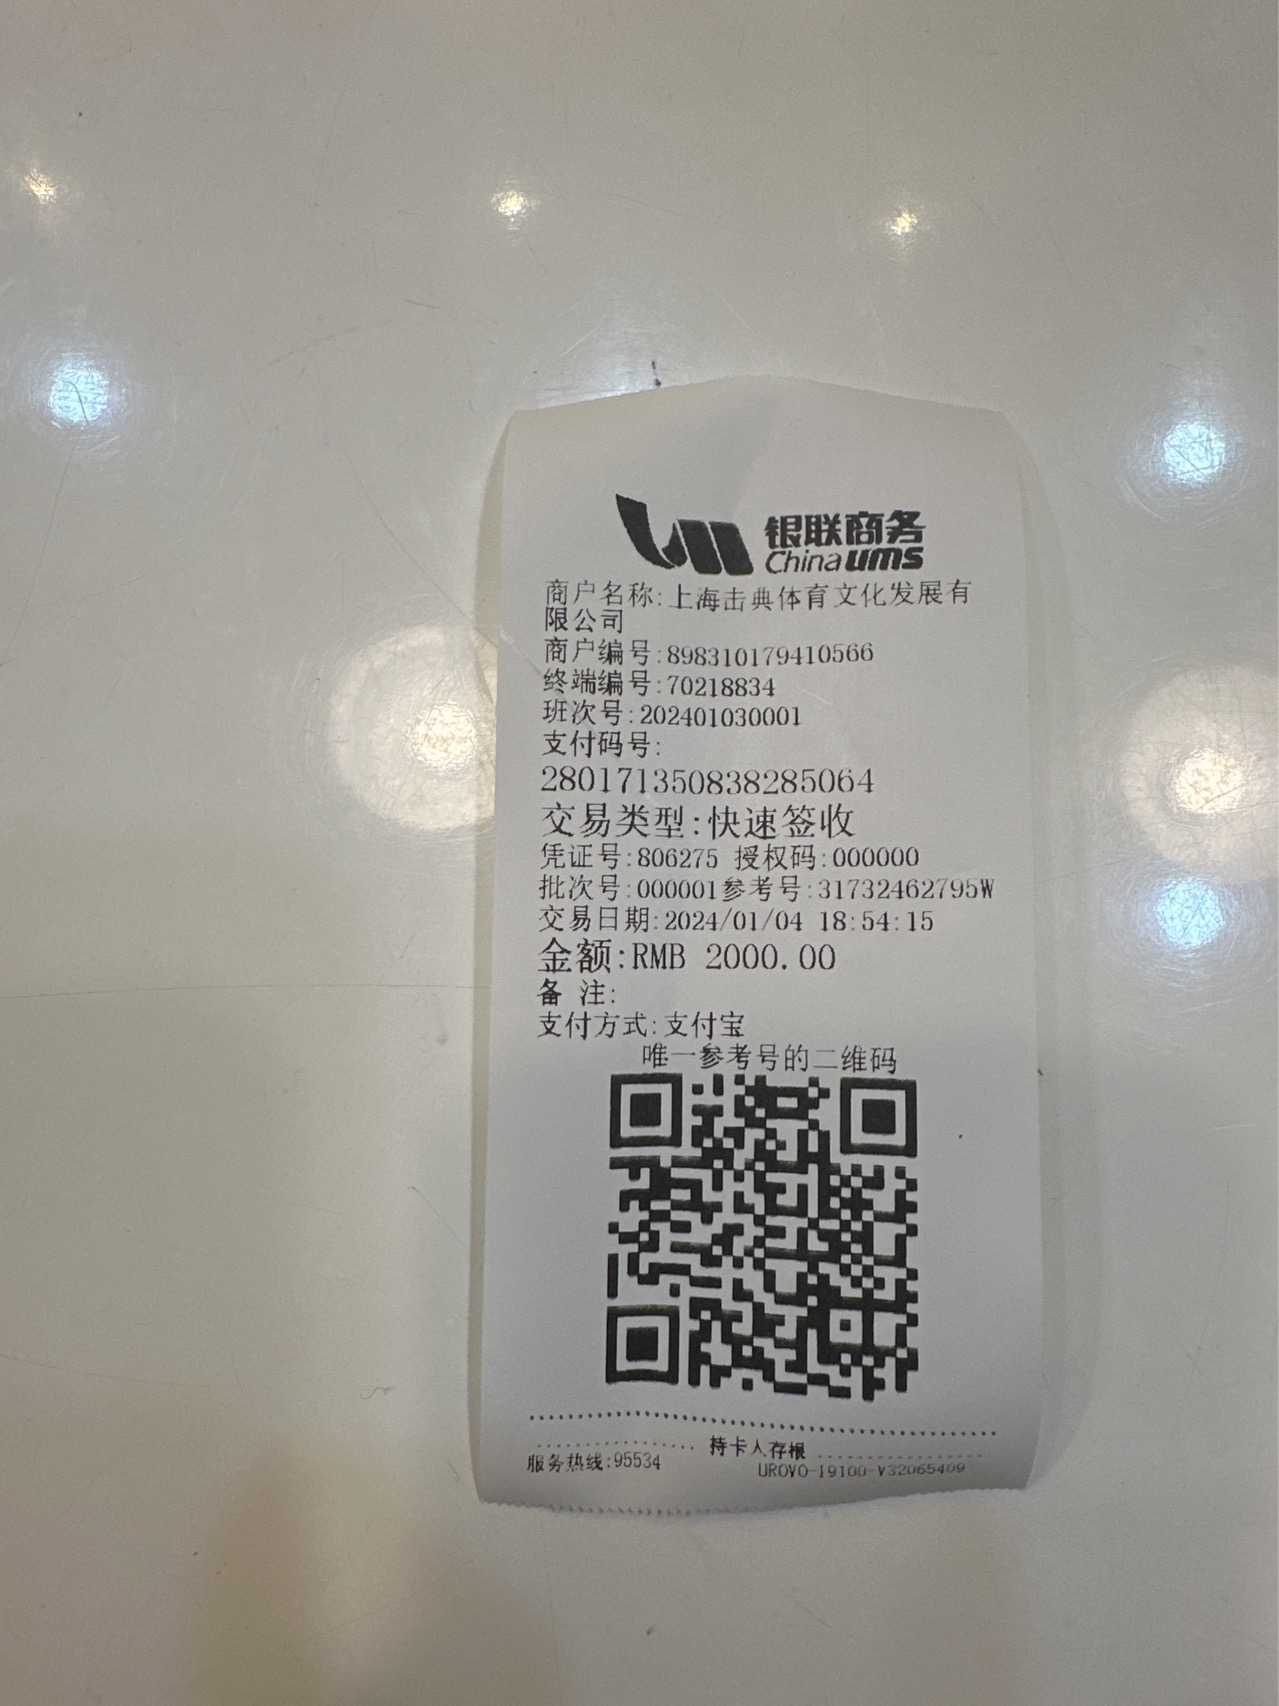 银联商务
Chinaums
商户名称:上海击典体育文化发展有
限公司
商户编号:898310179410566
终端编号:70218834
班次号:202401030001
支付码号:
280171350838285064
交易类型:快速签收
凭证号:806275 授权码:000000
批次号:000001参考号:31732462795W
交易日期:2024/01/04 18:54:15
金额:RMB 2000.00
备 注:
支付方式:支付宝
唯一参考号的二维码
持卡人存根
服务热线:95534 UROVO-I9100-V32065409